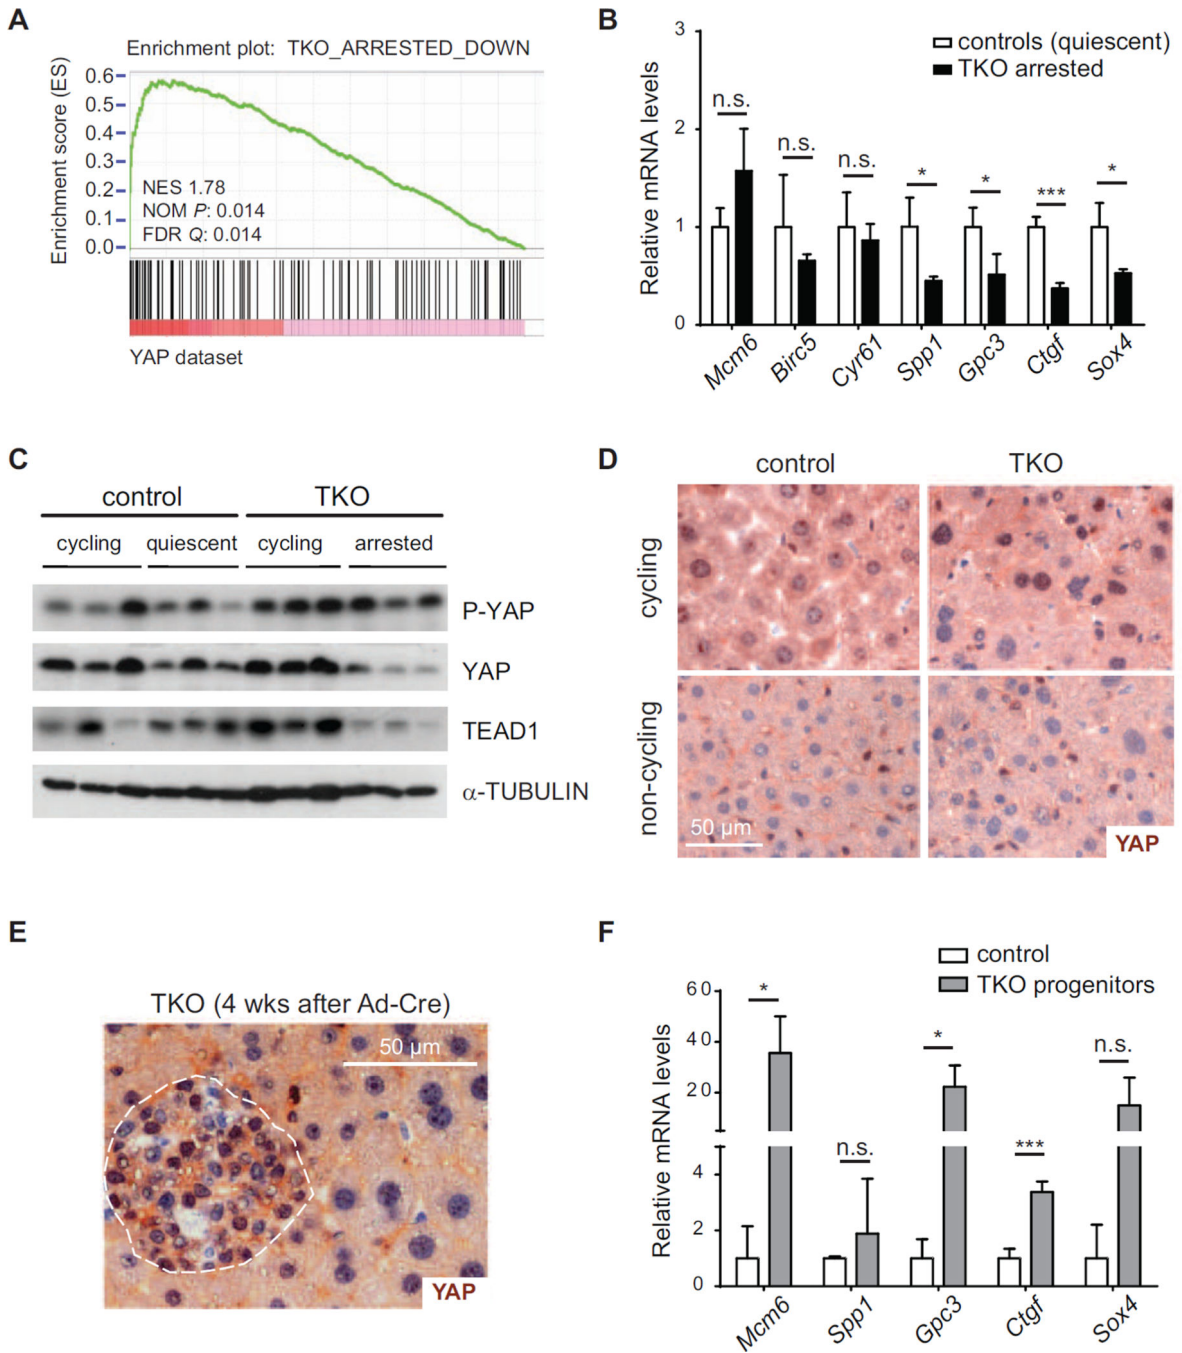 A
Enrichment plot: TKO_ARRESTED_DOWN
Enrichment score (ES)
0.6
0.5
0.4
0.3
0.2
0.1
0.0
NES 1.78
NOM P: 0.014
FDR Q: 0.014
YAP dataset
B
controls (quiescent)
TKO arrested
Relative mRNA levels
3
2
1
0
n.s.
n.s.
n.s.
*
*
***
*
Mcm6
Birc5
Cyr61
Spp1
Gpc3
Ctgf
Sox4
C
control
TKO
cycling
quiescent
cycling
arrested
P-YAP
YAP
TEAD1
α-TUBULIN
D
control
TKO
cycling
non-cycling
50 µm
YAP
E
TKO (4 wks after Ad-Cre)
50 µm
YAP
F
control
TKO progenitors
Relative mRNA levels
60
40
20
4
2
0
*
n.s.
*
***
n.s.
Mcm6
Spp1
Gpc3
Ctgf
Sox4